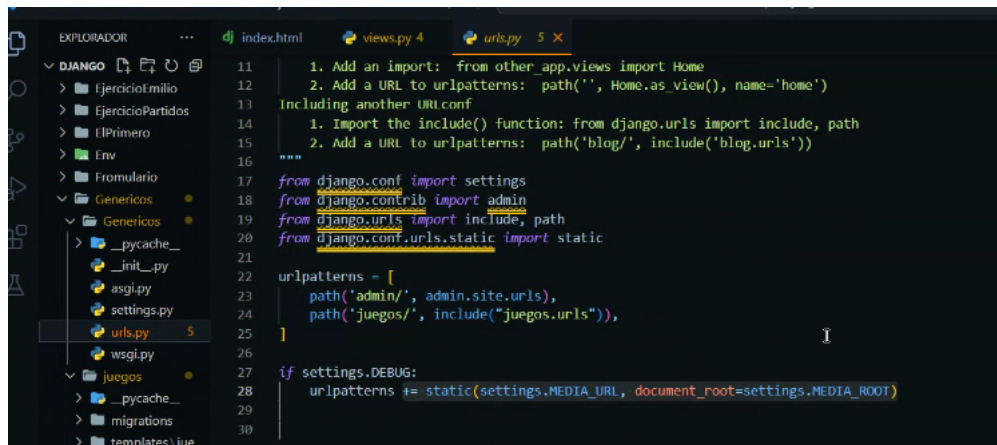 EXPLORADOR ...
DJANGO
EjercicioEmilio
EjercicioPartidos
ElPrimero
Env
Fromulario
Genericos
Genericos
_pycache_
_init_.py
asgi.py
settings.py
urls.py 5
wsgi.py
juegos
_pycache_
migrations
templates\jue
dj index.html views.py 4 urls.py 5 ×
11 1. Add an import: from other_app.views import Home
12 2. Add a URL to urlpatterns: path('', Home.as_view(), name='home')
13 Including another URLconf
14 1. Import the include() function: from django.urls import include, path
15 2. Add a URL to urlpatterns: path('blog/', include('blog.urls'))
16 """
17 from django.conf import settings
18 from django.contrib import admin
19 from django.urls import include, path
20 from django.conf.urls.static import static
21
22 urlpatterns = [
23 path('admin/', admin.site.urls),
24 path('juegos/', include("juegos.urls")),
25 ]
26
27 if settings.DEBUG:
28 urlpatterns += static(settings.MEDIA_URL, document_root=settings.MEDIA_ROOT)
29
30